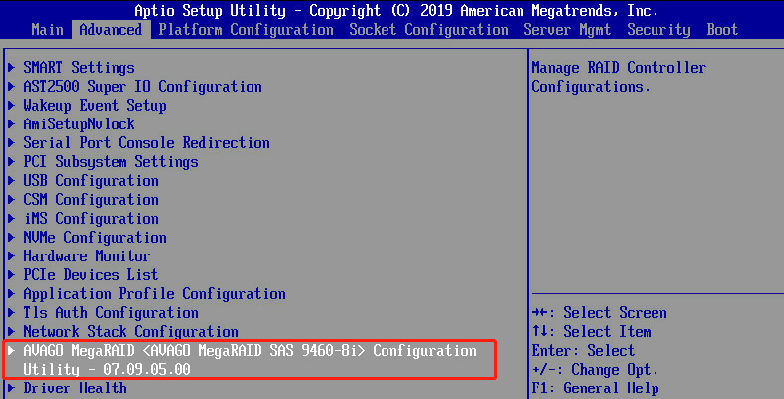 Aptio Setup Utility - Copyright (C) 2019 American Megatrends, Inc.
Main Advanced Platform Configuration Socket Configuration Server Mgmt Security Boot
SMART Settings
AST2500 Super IO Configuration
Wakeup Event Setup
AmiSetupNvlock
Serial Port Console Redirection
PCI Subsystem Settings
USB Configuration
CSM Configuration
iMS Configuration
NVMe Configuration
Hardware Monitor
PCIe Devices List
Application Profile Configuration
Tls Auth Configuration
Network Stack Configuration
AVAGO MegaRAID <AVAGO MegaRAID SAS 9460-8i> Configuration
Utility - 07.09.05.00
Driver Health
Manage RAID Controller
Configurations.
→←: Select Screen
↑↓: Select Item
Enter: Select
+/-: Change Opt.
F1: General Help